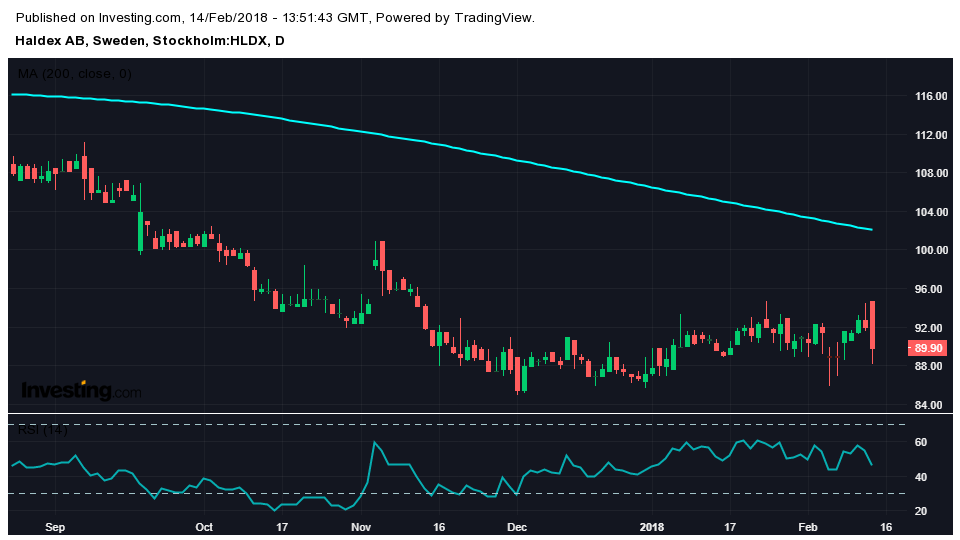 Published on Investing.com, 14/Feb/2018 - 13:51:43 GMT, Powered by TradingView.
Haldex AB, Sweden, Stockholm:HLDX, D
MA (200, close, 0)
116.00
112.00
108.00
104.00
100.00
96.00
92.00
89.90
88.00
84.00
Investing.com
RSI (14)
60
40
20
Sep Oct 17 Nov 16 Dec 2018 17 Feb 16